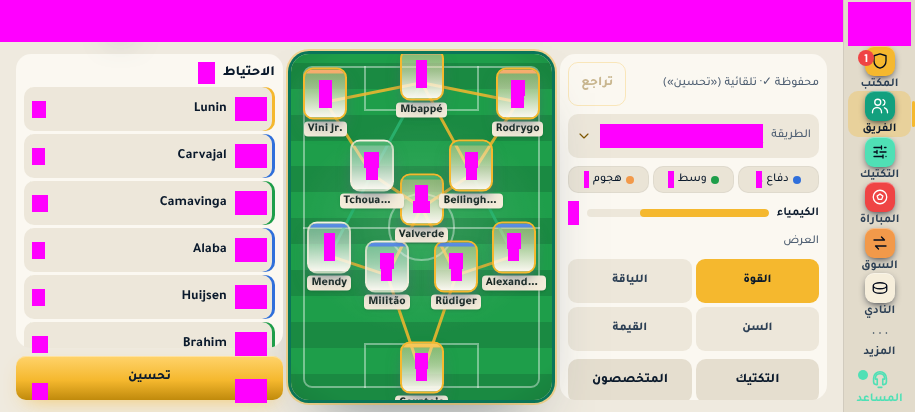 1
المكتب
الفريق
التكتيك
المباراة
السوق
النادي
...
المزيد
المساعد
محفوظة ✓· تلقائية («تحسين»)
تراجع
الطريقة
دفاع
وسط
هجوم
الكيمياء
العرض
القوة
اللياقة
السن
القيمة
التكتيك
المتخصصون
Mbappé
Vini Jr.
Rodrygo
Tchoua...
Bellingh...
Valverde
Mendy
Alexand...
Militão
Rüdiger
الاحتياط
Lunin
Carvajal
Camavinga
Alaba
Huijsen
Brahim
تحسين